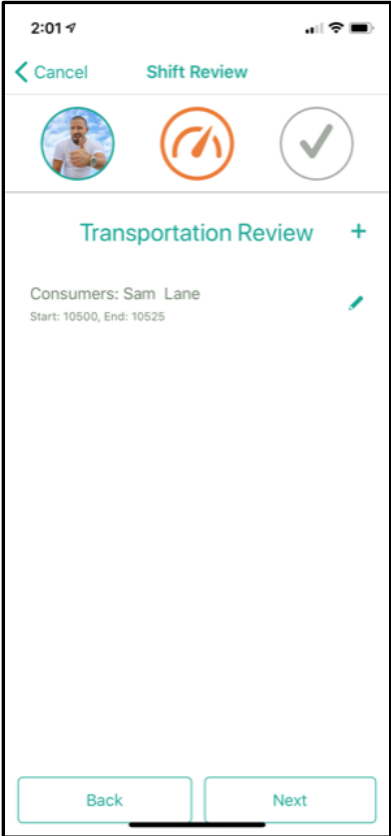 2:01
Cancel Shift Review
Transportation Review +
Consumers: Sam Lane
Start: 10500, End: 10525
Back Next